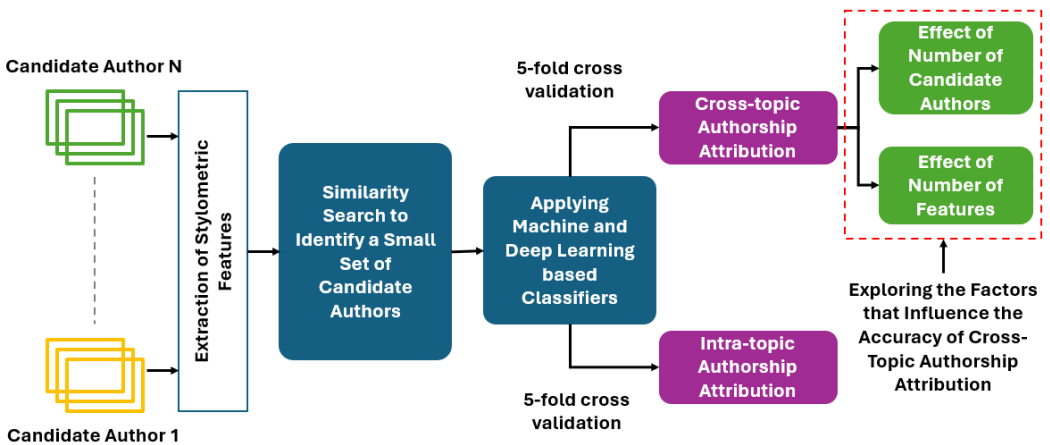 Candidate Author N
Candidate Author 1
Extraction of Stylometric
Features
Similarity
Search to
Identify a Small
Set of
Candidate
Authors
Applying
Machine and
Deep Learning
based
Classifiers
5-fold cross
validation
Cross-topic
Authorship
Attribution
5-fold cross
validation
Intra-topic
Authorship
Attribution
Effect of
Number of
Candidate
Authors
Effect of
Number of
Features
Exploring the Factors
that Influence the
Accuracy of Cross-
Topic Authorship
Attribution